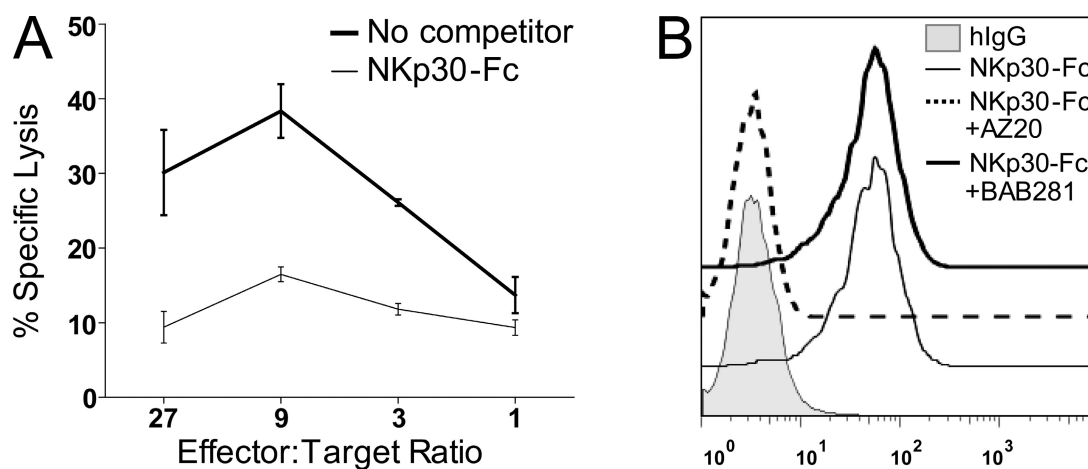 A
50
40
30
20
10
0
% Specific Lysis
No competitor
NKp30-Fc
27 9 3 1
Effector:Target Ratio
B
hIgG
NKp30-Fc
NKp30-Fc
+AZ20
NKp30-Fc
+BAB281
10⁰ 10¹ 10² 10³